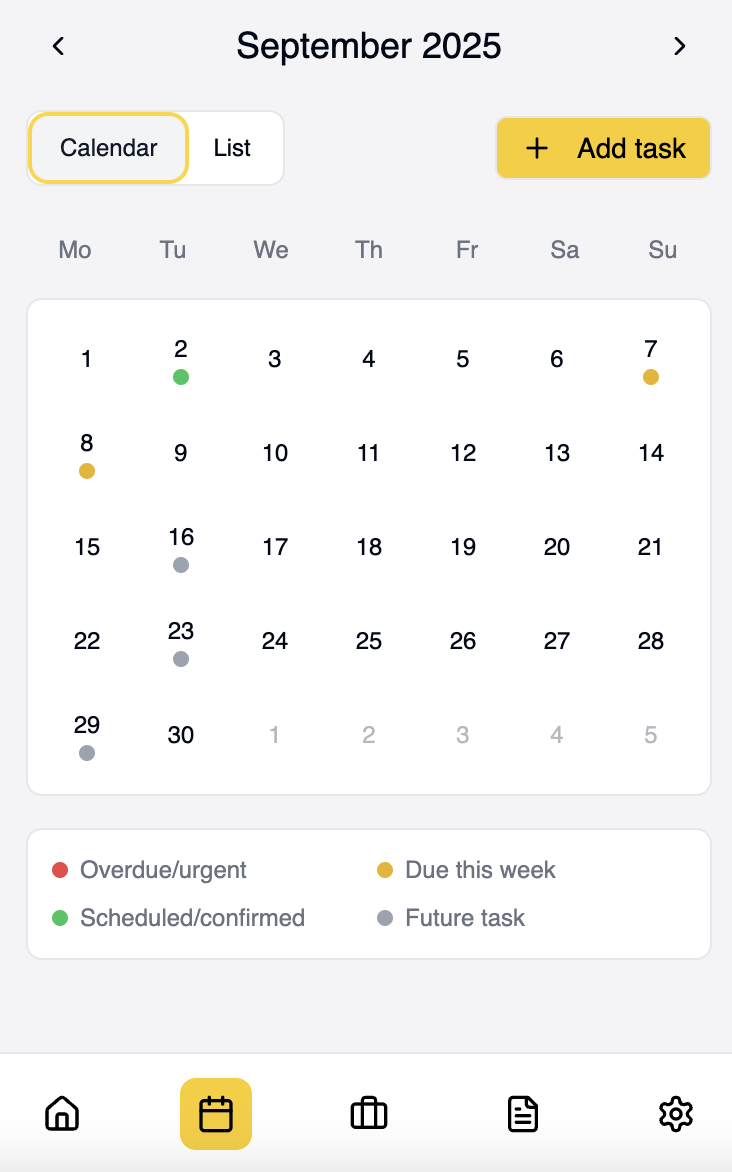 September 2025
Calendar List + Add task
Mo Tu We Th Fr Sa Su
1 2 3 4 5 6 7
8 9 10 11 12 13 14
15 16 17 18 19 20 21
22 23 24 25 26 27 28
29 30 1 2 3 4 5
Overdue/urgent Due this week
Scheduled/confirmed Future task